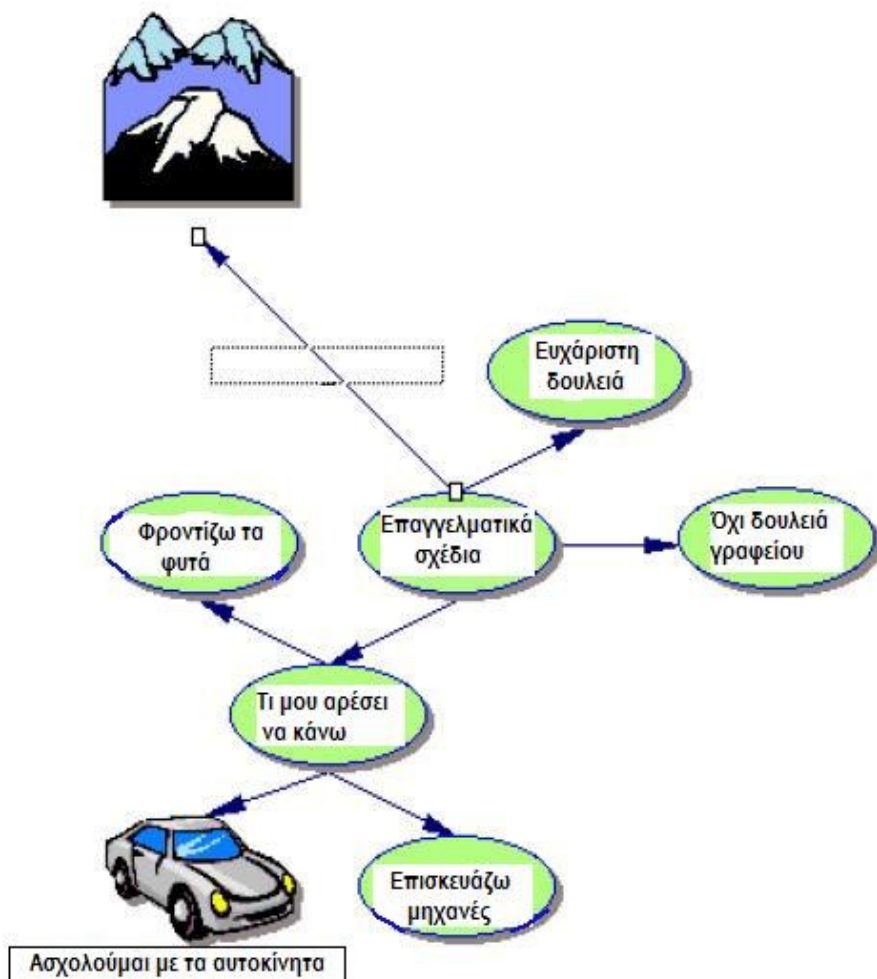 Ευχάριστη
δουλειά
Φροντίζω τα
φυτά
Επαγγελματικά
σχέδια
Όχι δουλειά
γραφείου
Τι μου αρέσει
να κάνω
Επισκευάζω
μηχανές
Ασχολούμαι με τα αυτοκίνητα